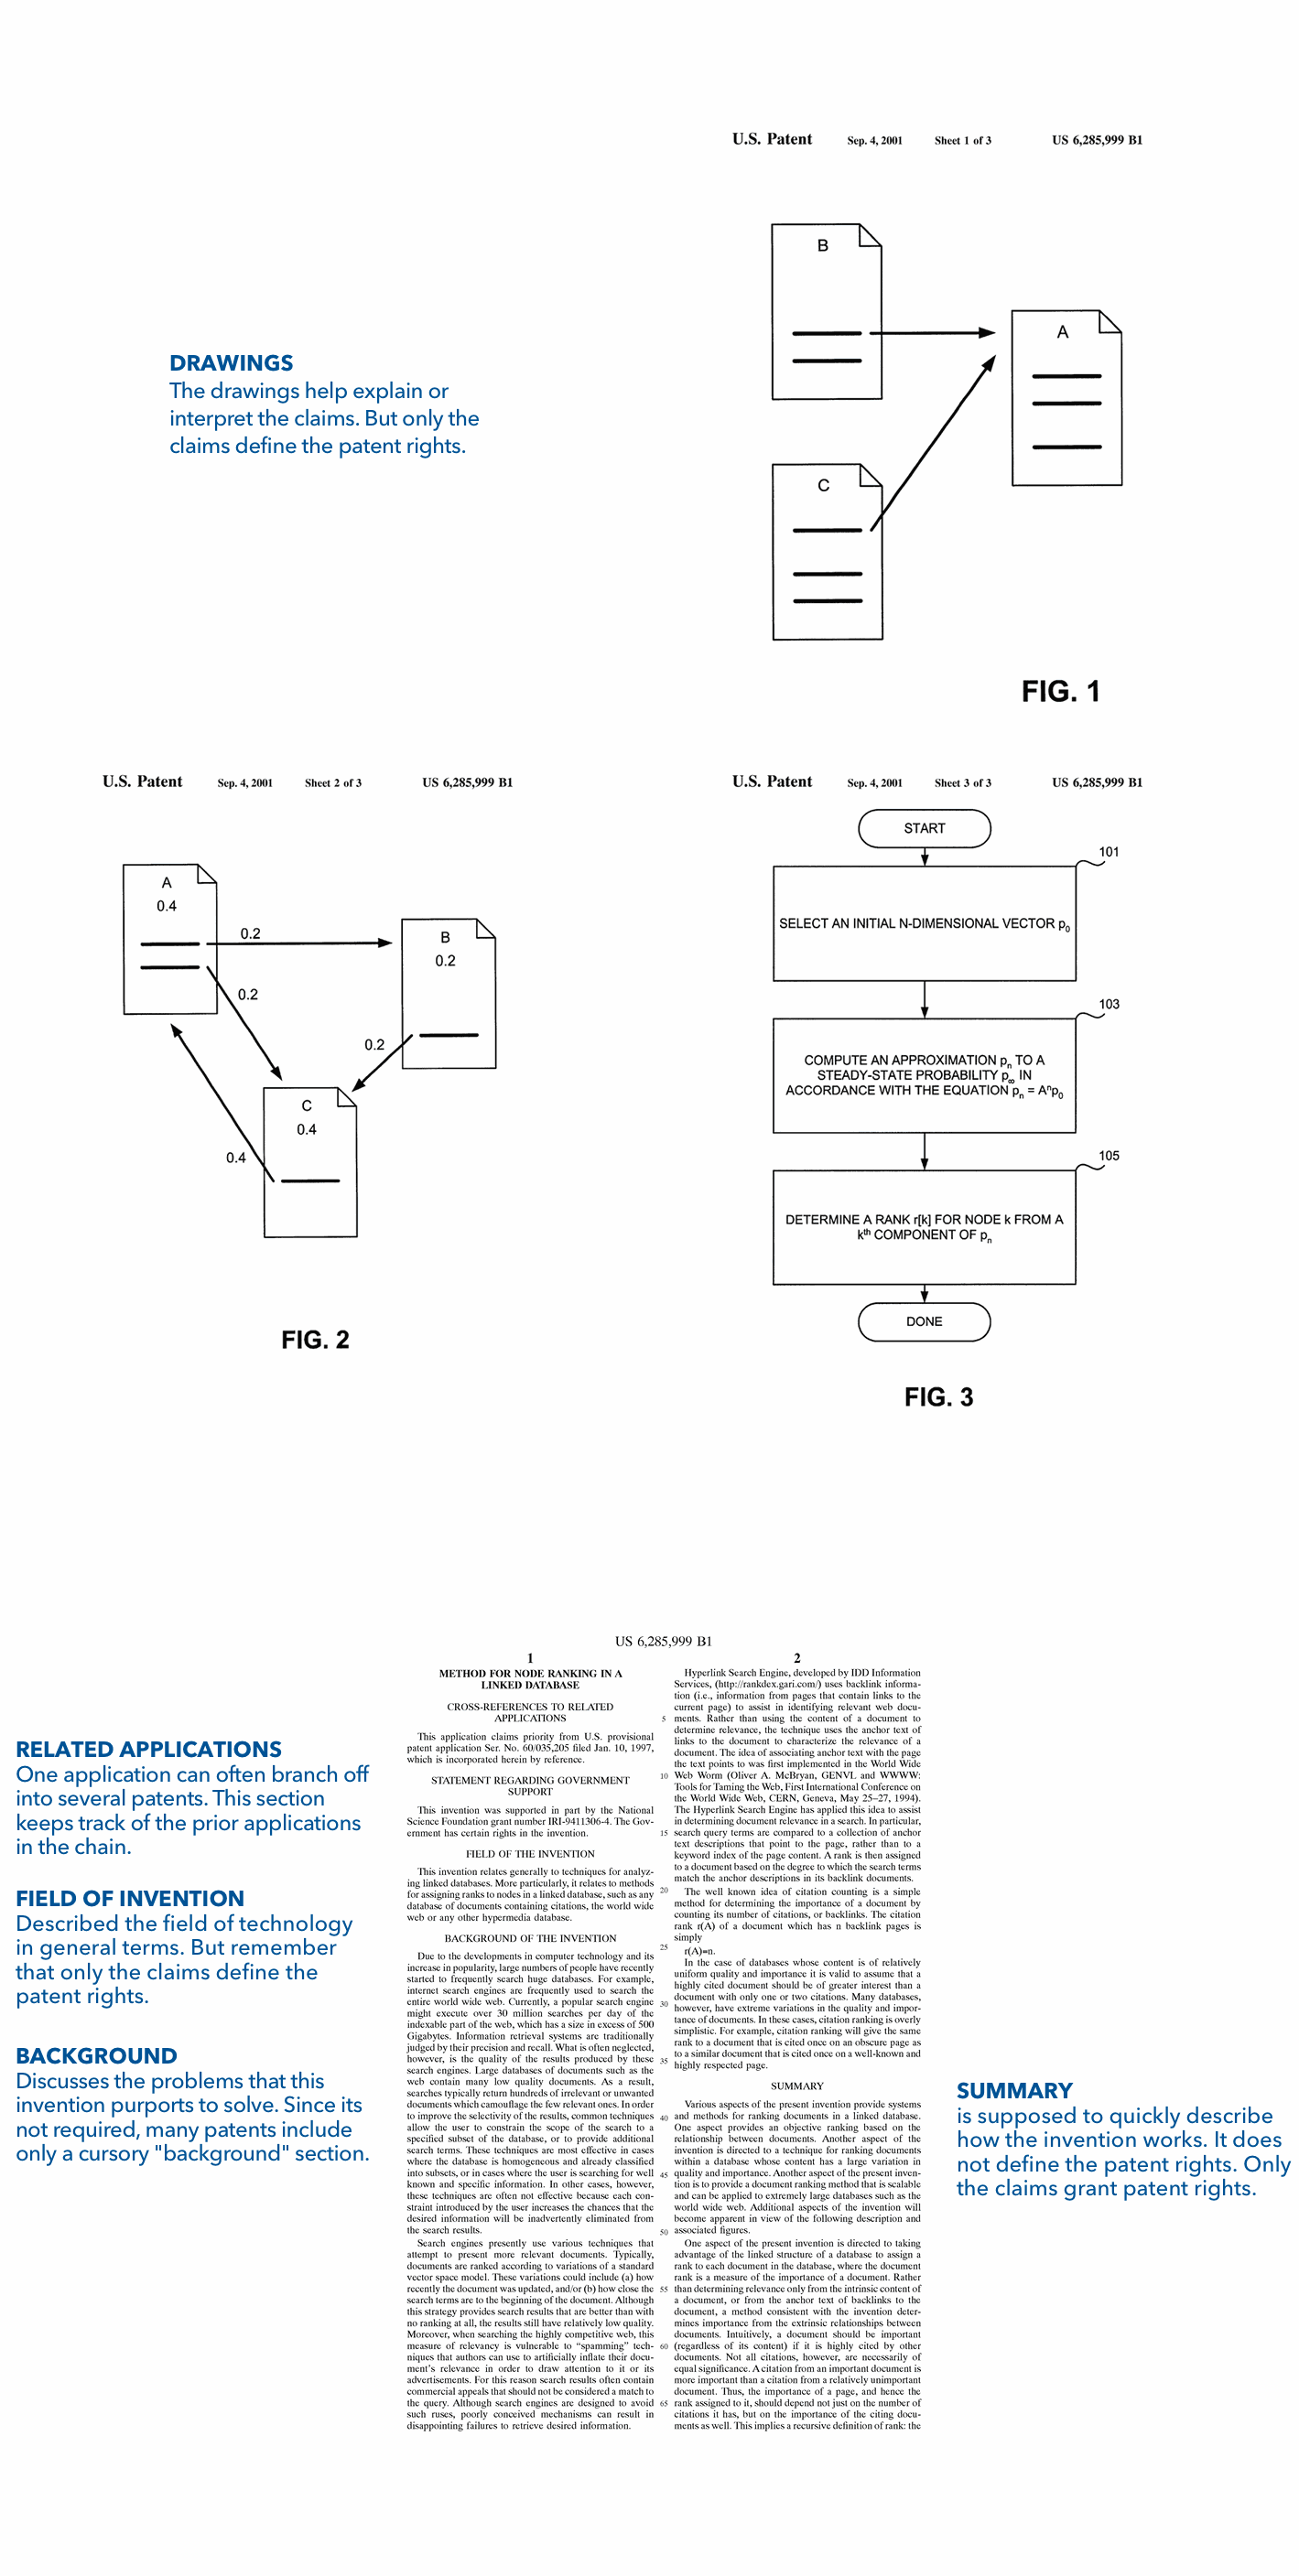 U.S. Patent Sep. 4, 2001 Sheet 1 of 3 US 6,285,999 B1
B
A
C
FIG. 1
DRAWINGS
The drawings help explain or
interpret the claims. But only the
claims define the patent rights.
U.S. Patent Sep. 4, 2001 Sheet 2 of 3 US 6,285,999 B1
A
0.4
0.2
B
0.2
0.2
0.2
C
0.4
0.4
FIG. 2
U.S. Patent Sep. 4, 2001 Sheet 3 of 3 US 6,285,999 B1
START
101
SELECT AN INITIAL N-DIMENSIONAL VECTOR p0
103
COMPUTE AN APPROXIMATION pn TO A
STEADY-STATE PROBABILITY p∞ IN
ACCORDANCE WITH THE EQUATION pn = Anp0
105
DETERMINE A RANK r[k] FOR NODE k FROM A
kth COMPONENT OF pn
DONE
FIG. 3
RELATED APPLICATIONS
One application can often branch off
into several patents. This section
keeps track of the prior applications
in the chain.
FIELD OF INVENTION
Described the field of technology
in general terms. But remember
that only the claims define the
patent rights.
BACKGROUND
Discusses the problems that this
invention purports to solve. Since its
not required, many patents include
only a cursory "background" section.
US 6,285,999 B1
1
METHOD FOR NODE RANKING IN A
LINKED DATABASE
CROSS-REFERENCES TO RELATED
APPLICATIONS
This application claims priority from U.S. provisional
patent application Ser. No. 60/035,205 filed Jan. 10, 1997,
which is incorporated herein by reference.
STATEMENT REGARDING GOVERNMENT
SUPPORT
This invention was supported in part by the National
Science Foundation grant number IRI-9411306-4. The Gov-
ernment has certain rights in the invention.
FIELD OF THE INVENTION
This invention relates generally to techniques for analyz-
ing linked databases. More particularly, it relates to methods
for assigning ranks to nodes in a linked database, such as any
database of documents containing citations, the world wide
web or any other hypermedia database.
BACKGROUND OF THE INVENTION
Due to the developments in computer technology and its
increase in popularity, large numbers of people have recently
started to frequently search huge databases. For example,
internet search engines are frequently used to search the
entire world wide web. Currently, a popular search engine
might execute over 30 million searches per day of the
indexable part of the web, which has a size in excess of 500
Gigabytes. Information retrieval systems are traditionally
judged by their precision and recall. What is often neglected,
however, is the quality of the results produced by these
search engines. Large databases of documents such as the
web contain many low quality documents. As a result,
searches typically return hundreds of irrelevant or unwanted
documents which camouflage the few relevant ones. In order
to improve the selectivity of the results, common techniques
allow the user to constrain the scope of the search to a
specified subset of the database, or to provide additional
search terms. These techniques are most effective in cases
where the database is homogeneous and already classified
into subsets, or in cases where the user is searching for well
known and specific information. In other cases, however,
these techniques are often not effective because each con-
straint introduced by the user increases the chances that the
desired information will be inadvertently eliminated from
the search results.
Search engines presently use various techniques that
attempt to present more relevant documents. Typically,
documents are ranked according to variations of a standard
vector space model. These variations could include (a) how
recently the document was updated, and/or (b) how close the
search terms are to the beginning of the document. Although
this strategy provides search results that are better than with
no ranking at all, the results still have relatively low quality.
Moreover, when searching the highly competitive web, this
measure of relevancy is vulnerable to “spamming” tech-
niques that authors can use to artificially inflate their docu-
ment’s relevance in order to draw attention to it or its
advertisements. For this reason search results often contain
commercial appeals that should not be considered a match to
the query. Although search engines are designed to avoid
such ruses, poorly conceived mechanisms can result in
disappointing failures to retrieve desired information.
5
10
15
20
25
30
35
40
45
50
55
60
65
2
Hyperlink Search Engine, developed by IDD Information
Services, (http://rankdex.gari.com/) uses backlink informa-
tion (i.e., information from pages that contain links to the
current page) to assist in identifying relevant web docu-
ments. Rather than using the content of a document to
determine relevance, the technique uses the anchor text of
links to the document to characterize the relevance of a
document. The idea of associating anchor text with the page
the text points to was first implemented in the World Wide
Web Worm (Oliver A. McBryan, GENVL and WWWW:
Tools for Taming the Web, First International Conference on
the World Wide Web, CERN, Geneva, May 25–27, 1994).
The Hyperlink Search Engine has applied this idea to assist
in determining document relevance in a search. In particular,
search query terms are compared to a collection of anchor
text descriptions that point to the page, rather than to a
keyword index of the page content. A rank is then assigned
to a document based on the degree to which the search terms
match the anchor descriptions in its backlink documents.
The well known idea of citation counting is a simple
method for determining the importance of a document by
counting its number of citations, or backlinks. The citation
rank r(A) of a document which has n backlink pages is
simply
r(A)=n.
In the case of databases whose content is of relatively
uniform quality and importance it is valid to assume that a
highly cited document should be of greater interest than a
document with only one or two citations. Many databases,
however, have extreme variations in the quality and impor-
tance of documents. In these cases, citation ranking is overly
simplistic. For example, citation ranking will give the same
rank to a document that is cited once on an obscure page as
to a similar document that is cited once on a well-known and
highly respected page.
SUMMARY
Various aspects of the present invention provide systems
and methods for ranking documents in a linked database.
One aspect provides an objective ranking based on the
relationship between documents. Another aspect of the
invention is directed to a technique for ranking documents
within a database whose content has a large variation in
quality and importance. Another aspect of the present inven-
tion is to provide a document ranking method that is scalable
and can be applied to extremely large databases such as the
world wide web. Additional aspects of the invention will
become apparent in view of the following description and
associated figures.
One aspect of the present invention is directed to taking
advantage of the linked structure of a database to assign a
rank to each document in the database, where the document
rank is a measure of the importance of a document. Rather
than determining relevance only from the intrinsic content of
a document, or from the anchor text of backlinks to the
document, a method consistent with the invention deter-
mines importance from the extrinsic relationships between
documents. Intuitively, a document should be important
(regardless of its content) if it is highly cited by other
documents. Not all citations, however, are necessarily of
equal significance. A citation from an important document is
more important than a citation from a relatively unimportant
document. Thus, the importance of a page, and hence the
rank assigned to it, should depend not just on the number of
citations it has, but on the importance of the citing docu-
ments as well. This implies a recursive definition of rank: the
SUMMARY
is supposed to quickly describe
how the invention works. It does
not define the patent rights. Only
the claims grant patent rights.